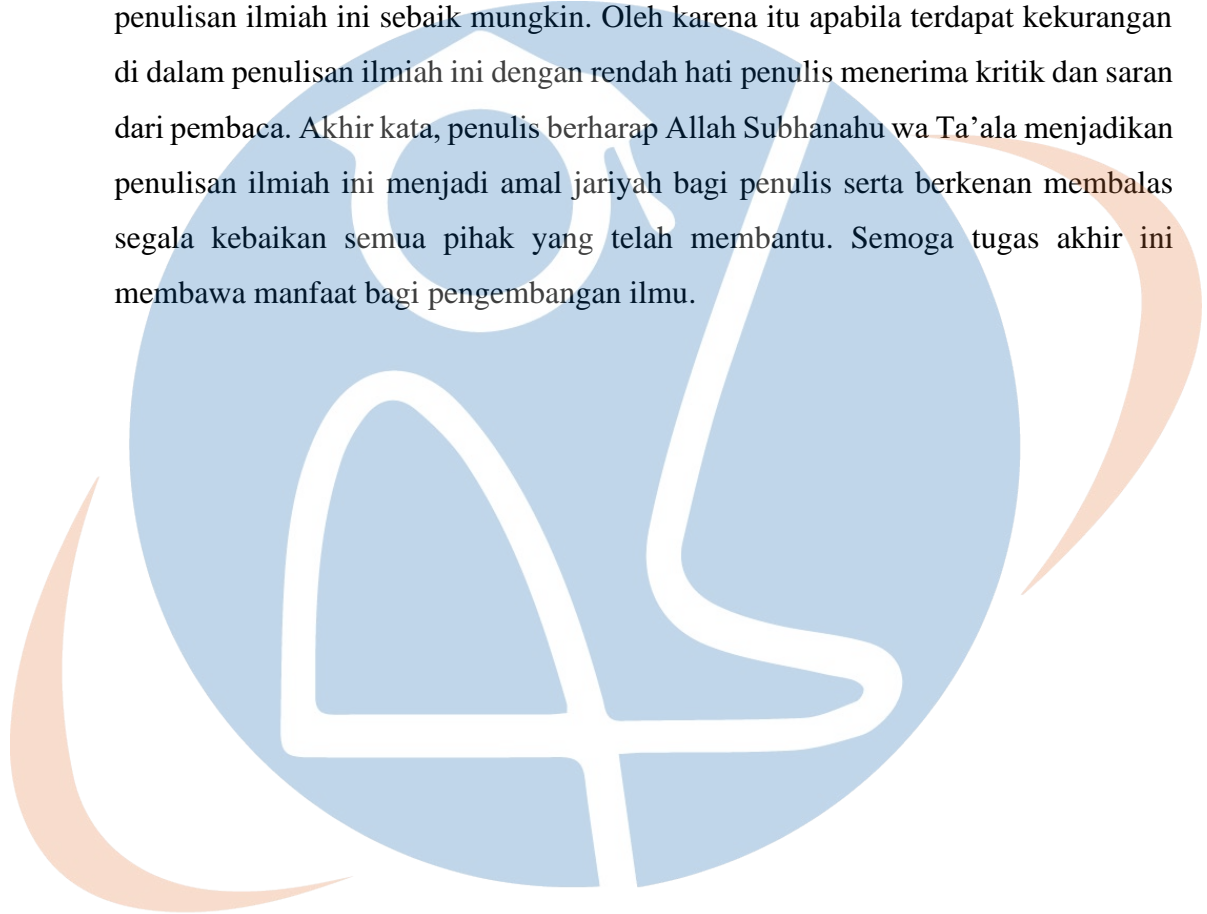 penulisan ilmiah ini sebaik mungkin. Oleh karena itu apabila terdapat kekurangan
di dalam penulisan ilmiah ini dengan rendah hati penulis menerima kritik dan saran
dari pembaca. Akhir kata, penulis berharap Allah Subhanahu wa Ta’ala menjadikan
penulisan ilmiah ini menjadi amal jariyah bagi penulis serta berkenan membalas
segala kebaikan semua pihak yang telah membantu. Semoga tugas akhir ini
membawa manfaat bagi pengembangan ilmu.